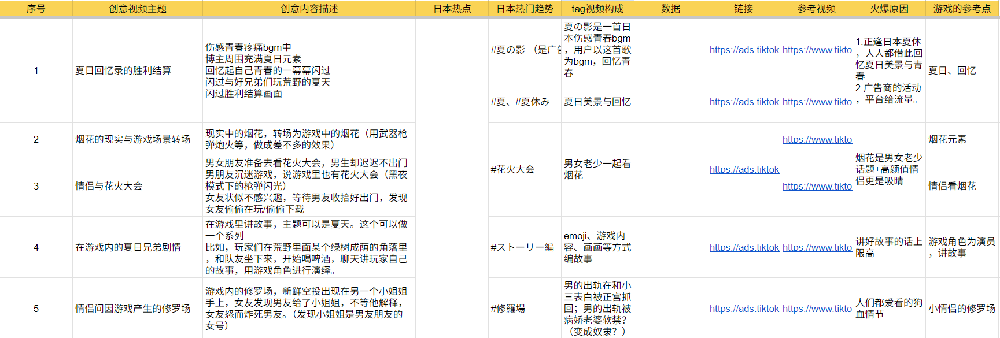 序号 创意视频主题 创意内容描述 日本热点 日本热门趋势 tag视频构成 数据 链接 参考视频 火爆原因 游戏的参考点
1
夏日回忆录的胜利结算
伤感青春疼痛bgm中
博主周围充满夏日元素
回忆起自己青春的一幕幕闪过
闪过与好兄弟们玩荒野的夏天
闪过胜利结算画面
#夏の影 （是广告
夏の影是一首日
本伤感青春bgm
，用户以这首歌
为bgm，回忆青
春
https://ads.tiktok
https://www.tikto
1.正逢日本夏休
，人人都借此回
忆夏日美景与青
春
2.广告商的活动
，平台给流量。
夏日、回忆
#夏、#夏休み
夏日美景与回忆
https://ads.tiktok
https://www.tikto
2
烟花的现实与游戏场景转场
现实中的烟花，转场为游戏中的烟花（用武器枪
弹炮火等，做成差不多的效果）
#花火大会
男女老少一起看
烟花
https://ads.tiktok
https://www.tikto
烟花是男女老少
话题+高颜值情
侣更是吸睛
烟花元素
3
情侣与花火大会
男女朋友准备去看花火大会，男生却迟迟不出门
男朋友沉迷游戏，说游戏里也有花火大会（黑夜
模式下的枪弹闪光）
女友状似不感兴趣，等待男友收拾好出门，发现
女友偷偷在玩/偷偷下载
https://www.tikto
情侣看烟花
4
在游戏内的夏日兄弟剧情
在游戏里讲故事，主题可以是夏天。这个可以做
一个系列
比如，玩家们在荒野里面某个绿树成荫的角落里
，和队友坐下来，开始喝啤酒，聊天讲玩家自己
的故事，用游戏角色进行演绎。
#ストーリー編
emoji、游戏内
容、画画等方式
编故事
https://ads.tiktok
https://www.tikto
讲好故事的话上
限高
游戏角色为演员
，讲故事
5
情侣间因游戏产生的修罗场
游戏内的修罗场，新鲜空投出现在另一个小姐姐
手上，女友发现男友给了小姐姐，不等他解释，
女友怒而炸死男友。（发现小姐姐是男友朋友的
女号）
#修羅場
男的出轨在和小
三表白被正宫抓
回；男的出轨被
病娇老婆软禁？
（变成奴隶？）
https://ads.tiktok
https://www.tikto
人们都爱看的狗
血情节
小情侣的修罗场